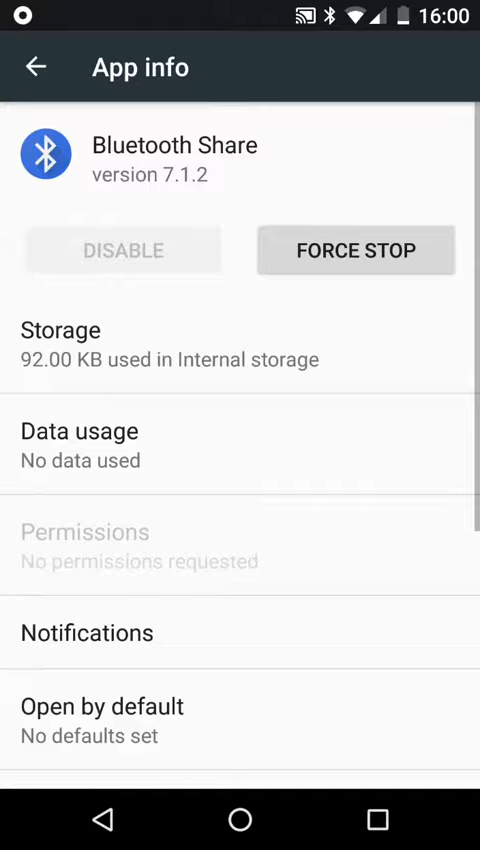 16:00
App info
Bluetooth Share
version 7.1.2
DISABLE
FORCE STOP
Storage
92.00 KB used in Internal storage
Data usage
No data used
Permissions
No permissions requested
Notifications
Open by default
No defaults set